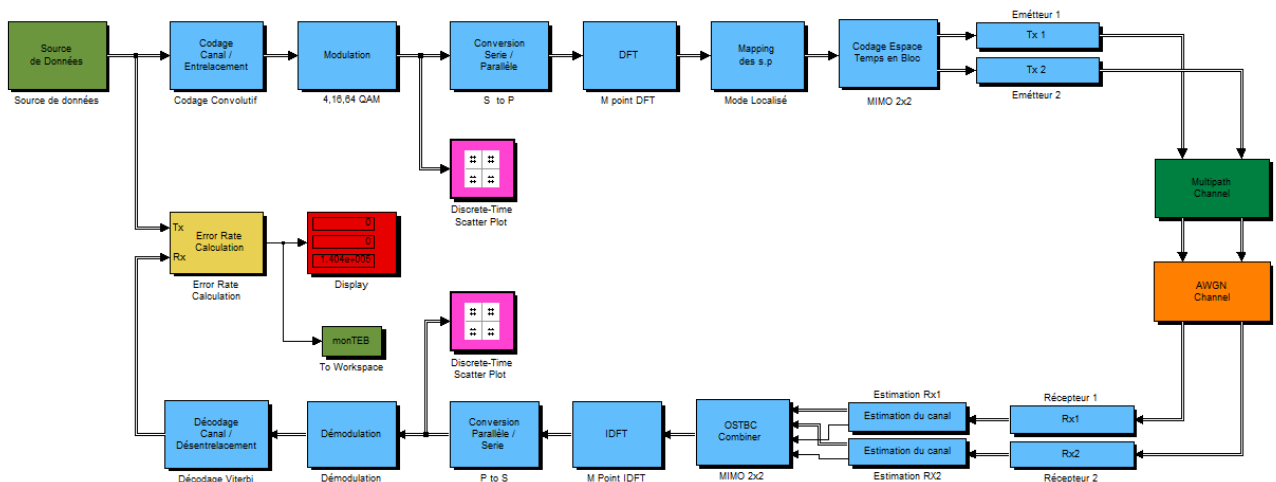 Emétteur 1
Source
de Données
Codage
Canal /
Entrelacement
Modulation
Conversion
Serie /
Parallèle
DFT
Mapping
des s.p
Codage Espace
Temps en Bloc
Tx 1
Tx 2
Source de données
Codage Convolutif
4,16,64 QAM
S to P
M point DFT
Mode Localisé
MIMO 2x2
Emétteur 2
Discrete-Time
Scatter Plot
Multipath
Channel
Tx
Rx
Error Rate
Calculation
0
0
1.404e+005
Error Rate
Calculation
Display
AWGN
Channel
monTEB
To Workspace
Discrete-Time
Scatter Plot
Estimation Rx1
Récepteur 1
Décodage
Canal /
Désentrelacement
Démodulation
Conversion
Parallèle /
Serie
IDFT
OSTBC
Combiner
Estimation du canal
Rx1
Estimation du canal
Rx2
Décodage Viterbi
Démodulation
P to S
M Point IDFT
MIMO 2x2
Estimation RX2
Récepteur 2